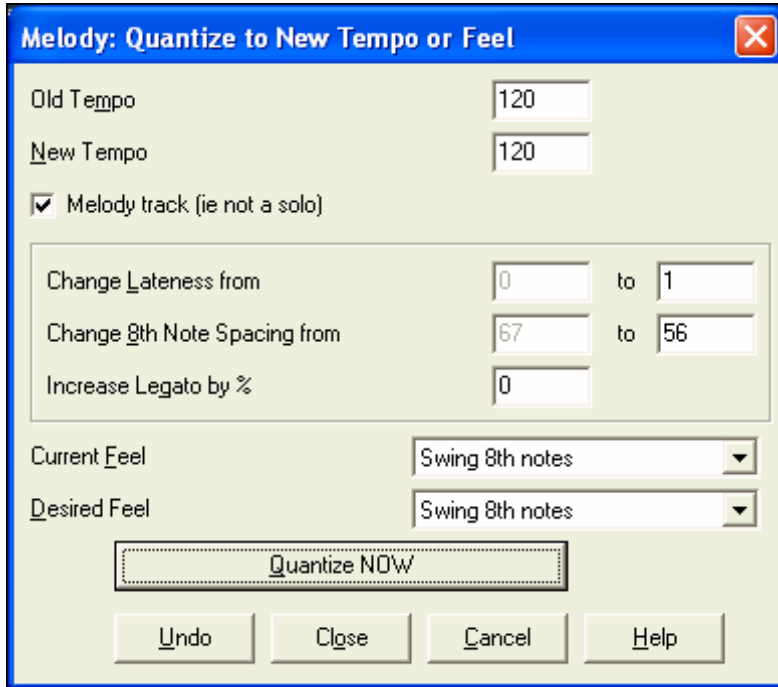 Melody: Quantize to New Tempo or Feel
Old Tempo 120
New Tempo 120
Melody track (ie not a solo)
Change Lateness from 0 to 1
Change 8th Note Spacing from 67 to 56
Increase Legato by % 0
Current Feel Swing 8th notes
Desired Feel Swing 8th notes
Quantize NOW
Undo Close Cancel Help